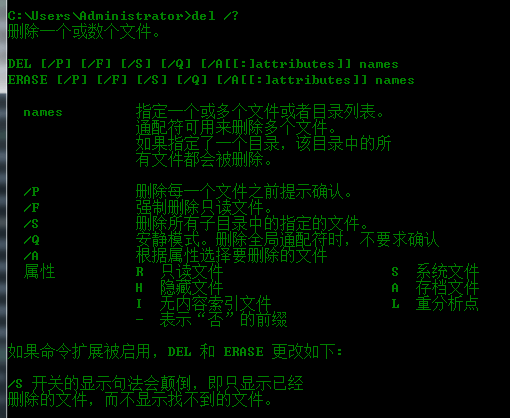 C:\Users\Administrator>del /?
删除一个或数个文件。
DEL [/P] [/F] [/S] [/Q] [/A[[:]attributes]] names
ERASE [/P] [/F] [/S] [/Q] [/A[[:]attributes]] names
names 指定一个或多个文件或者目录列表。
通配符可用来删除多个文件。
如果指定了一个目录，该目录中的所
有文件都会被删除。
/P 删除每一个文件之前提示确认。
/F 强制删除只读文件。
/S 删除所有子目录中的指定的文件。
/Q 安静模式。删除全局通配符时，不要求确认
/A 根据属性选择要删除的文件
属性 R 只读文件 S 系统文件
H 隐藏文件 A 存档文件
I 无内容索引文件 L 重分析点
- 表示“否”的前缀
如果命令扩展被启用，DEL 和 ERASE 更改如下:
/S 开关的显示句法会颠倒，即只显示已经
删除的文件，而不显示找不到的文件。